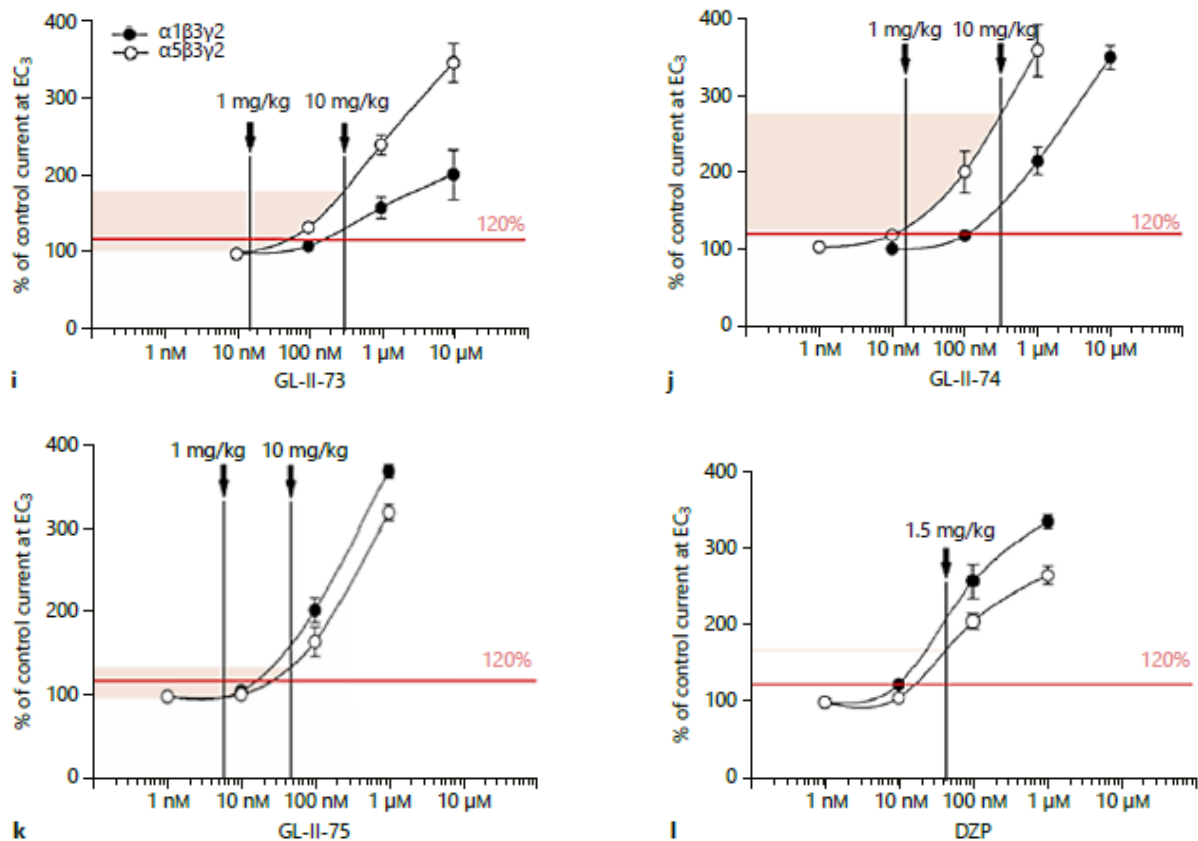 α1β3γ2
α5β3γ2
1 mg/kg 10 mg/kg
120%
% of control current at EC₃
400
300
200
100
0
1 nM 10 nM 100 nM 1 μM 10 μM
GL-II-73
i
1 mg/kg 10 mg/kg
120%
% of control current at EC₃
400
300
200
100
0
1 nM 10 nM 100 nM 1 μM 10 μM
GL-II-74
j
1 mg/kg 10 mg/kg
120%
% of control current at EC₃
400
300
200
100
0
1 nM 10 nM 100 nM 1 μM 10 μM
GL-II-75
k
1.5 mg/kg
120%
% of control current at EC₃
400
300
200
100
0
1 nM 10 nM 100 nM 1 μM 10 μM
DZP
l